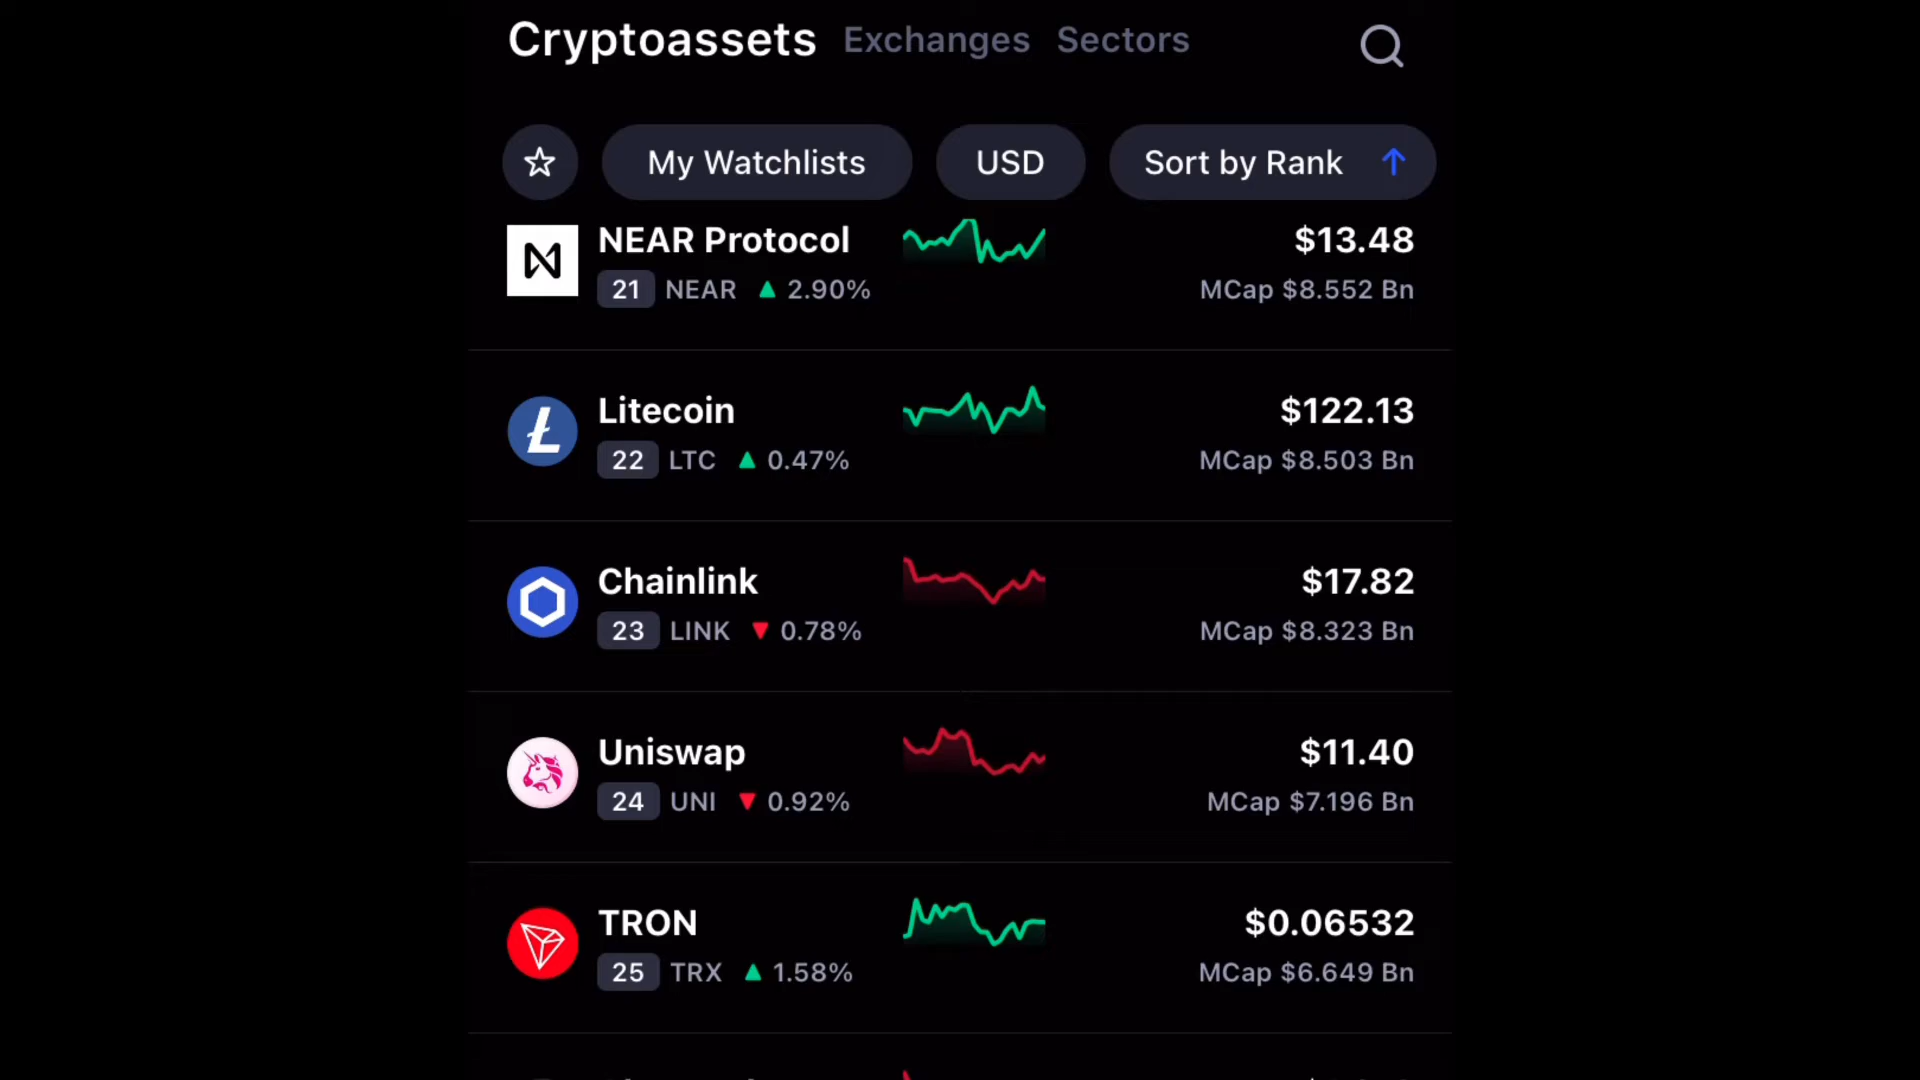 Cryptoassets Exchanges Sectors
My Watchlists USD Sort by Rank
NEAR Protocol $13.48
21 NEAR 2.90% MCap $8.552 Bn
Litecoin $122.13
22 LTC 0.47% MCap $8.503 Bn
Chainlink $17.82
23 LINK 0.78% MCap $8.323 Bn
Uniswap $11.40
24 UNI 0.92% MCap $7.196 Bn
TRON $0.06532
25 TRX 1.58% MCap $6.649 Bn